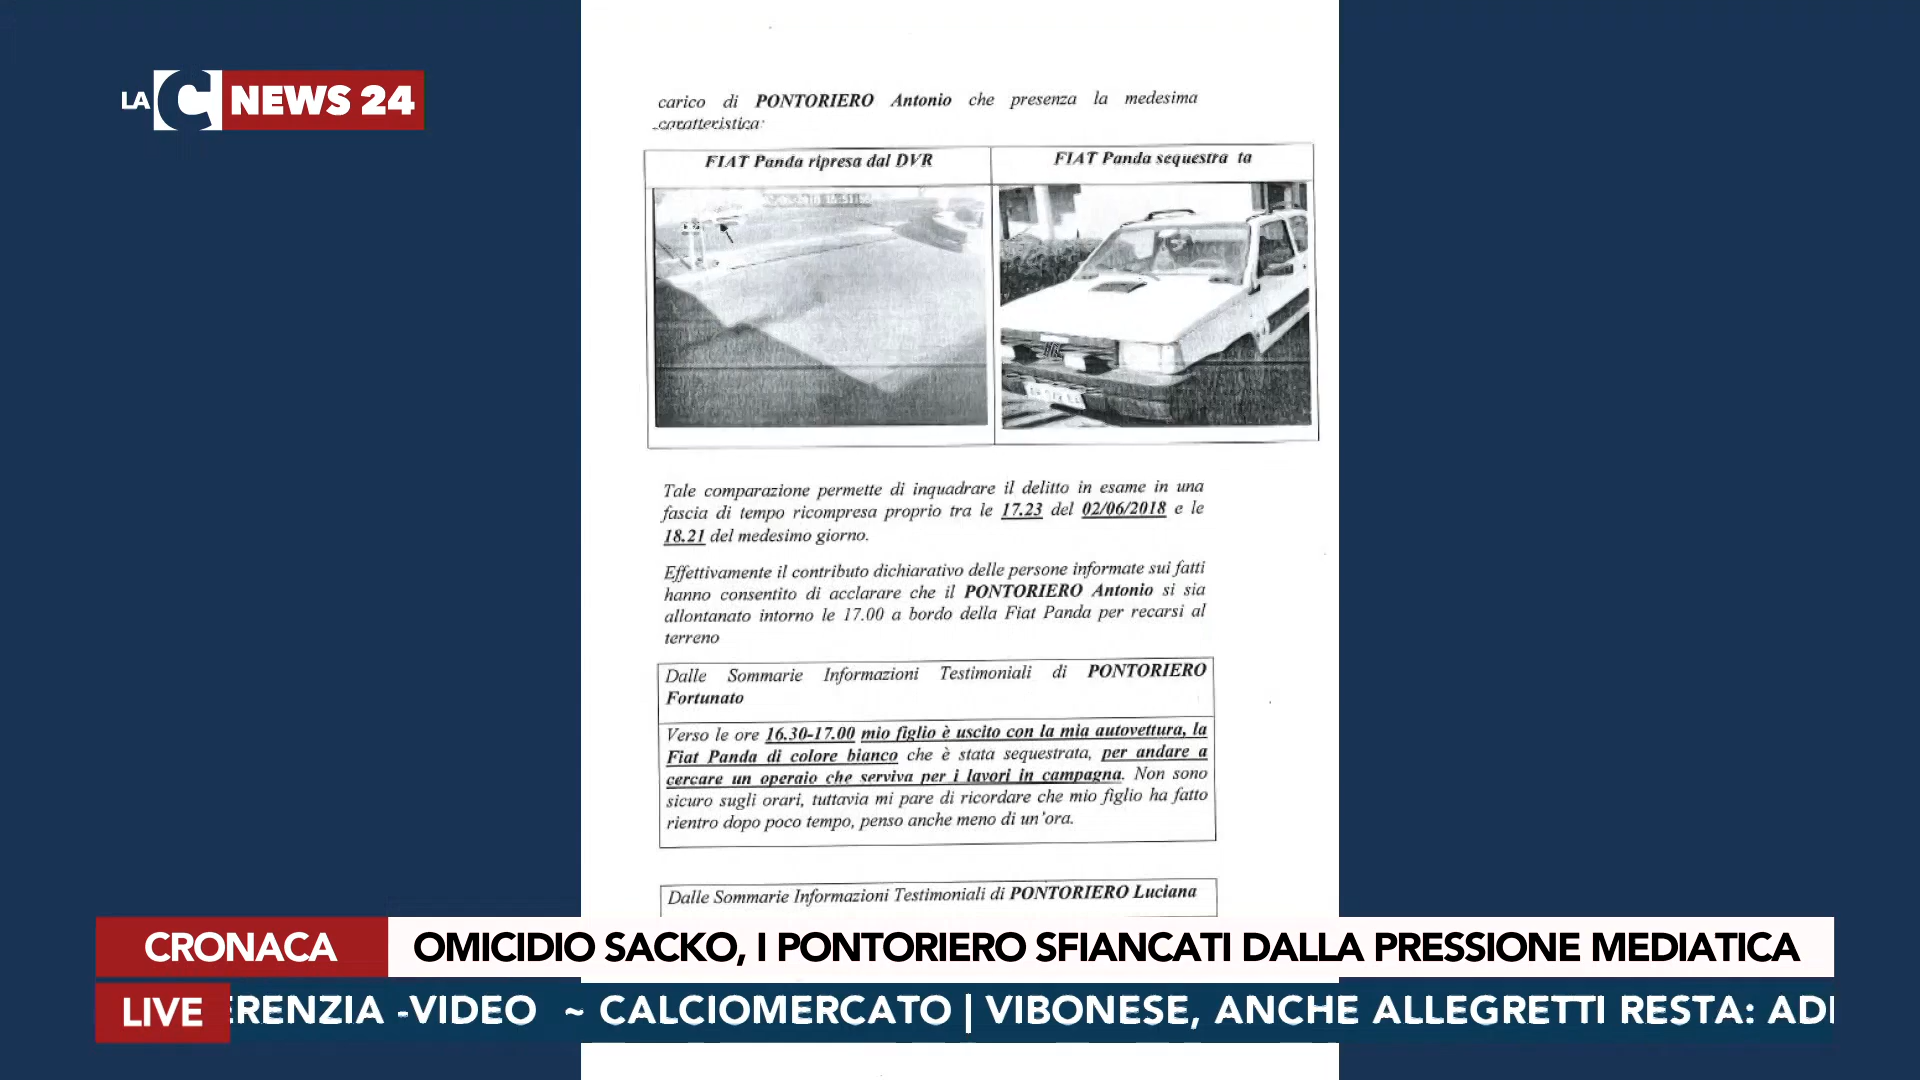 LA C NEWS 24
carico di PONTORIERO Antonio che presenza la medesima
caratteristica:
FIAT Panda ripresa dal DVR
FIAT Panda sequestra ta
Tale comparazione permette di inquadrare il delitto in esame in una
fascia di tempo ricompresa proprio tra le 17.23 del 02/06/2018 e le
18.21 del medesimo giorno.
Effettivamente il contributo dichiarativo delle persone informate sui fatti
hanno consentito di acclarare che il PONTORIERO Antonio si sia
allontanato intorno le 17.00 a bordo della Fiat Panda per recarsi al
terreno
Dalle Sommarie Informazioni Testimoniali di PONTORIERO
Fortunato
Verso le ore 16.30-17.00 mio figlio è uscito con la mia autovettura, la
Fiat Panda di colore bianco che è stata sequestrata, per andare a
cercare un operaio che serviva per i lavori in campagna. Non sono
sicuro sugli orari, tuttavia mi pare di ricordare che mio figlio ha fatto
rientro dopo poco tempo, penso anche meno di un'ora.
Dalle Sommarie Informazioni Testimoniali di PONTORIERO Luciana
CRONACA
OMICIDIO SACKO, I PONTORIERO SFIANCATI DALLA PRESSIONE MEDIATICA
LIVE
ERENZIA -VIDEO ~ CALCIOMERCATO | VIBONESE, ANCHE ALLEGRETTI RESTA: ADI